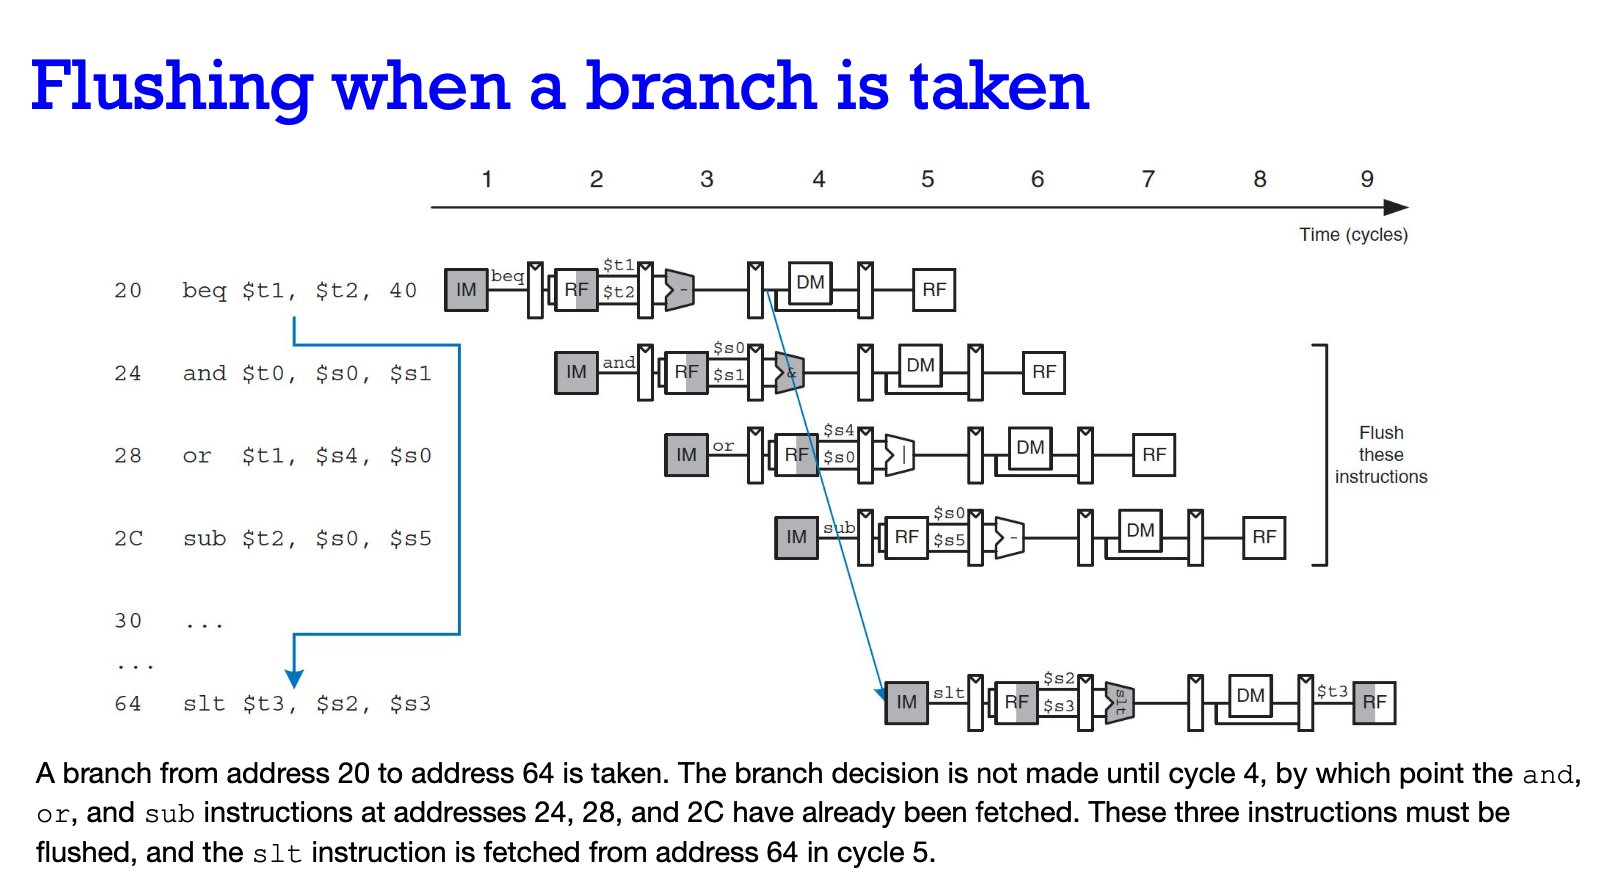 Flushing when a branch is taken
1 2 3 4 5 6 7 8 9
Time (cycles)
20 beq $t1, $t2, 40
IM beq RF $t1 $t2 - DM RF
24 and $t0, $s0, $s1
IM and RF $s0 $s1 & DM RF
28 or $t1, $s4, $s0
IM or RF $s4 $s0 | DM RF
2C sub $t2, $s0, $s5
IM sub RF $s0 $s5 - DM RF
Flush
these
instructions
30 ...
...
64 slt $t3, $s2, $s3
IM slt RF $s2 $s3 slt DM $t3 RF
A branch from address 20 to address 64 is taken. The branch decision is not made until cycle 4, by which point the and,
or, and sub instructions at addresses 24, 28, and 2C have already been fetched. These three instructions must be
flushed, and the slt instruction is fetched from address 64 in cycle 5.